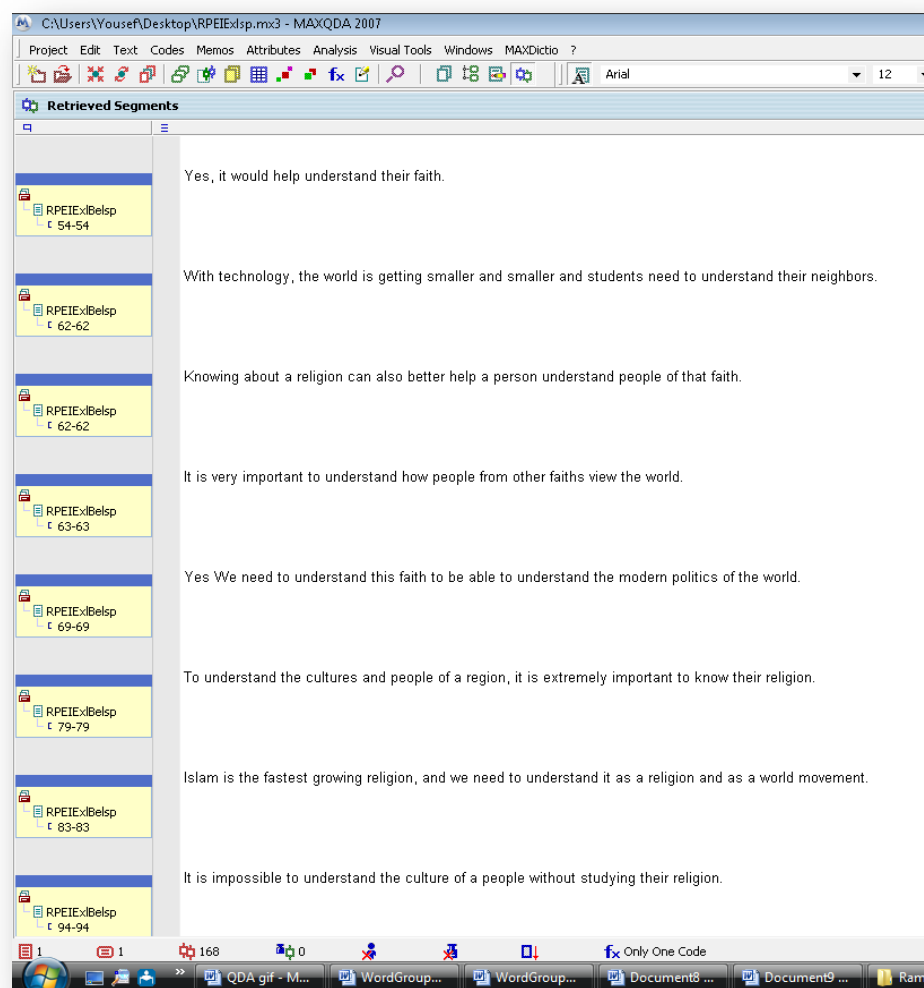 C:\Users\Yousef\Desktop\RPEIExlsp.mx3 - MAXQDA 2007
Project Edit Text Codes Memos Attributes Analysis Visual Tools Windows MAXDictio ?
fx Arial 12
Retrieved Segments
Yes, it would help understand their faith.
RPEIExlBelsp
54-54
With technology, the world is getting smaller and smaller and students need to understand their neighbors.
RPEIExlBelsp
62-62
Knowing about a religion can also better help a person understand people of that faith.
RPEIExlBelsp
62-62
It is very important to understand how people from other faiths view the world.
RPEIExlBelsp
63-63
Yes We need to understand this faith to be able to understand the modern politics of the world.
RPEIExlBelsp
69-69
To understand the cultures and people of a region, it is extremely important to know their religion.
RPEIExlBelsp
79-79
Islam is the fastest growing religion, and we need to understand it as a religion and as a world movement.
RPEIExlBelsp
83-83
It is impossible to understand the culture of a people without studying their religion.
RPEIExlBelsp
94-94
1 1 168 0 fx Only One Code
» QDA gif - M... WordGroup... WordGroup... Document8 ... Document9 ... Ram